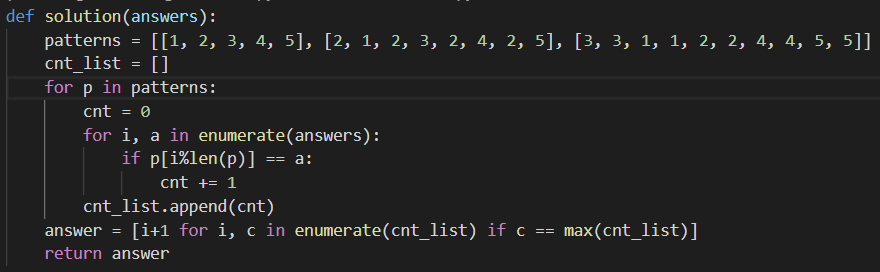 def solution(answers):
    patterns = [[1, 2, 3, 4, 5], [2, 1, 2, 3, 2, 4, 2, 5], [3, 3, 1, 1, 2, 2, 4, 4, 5, 5]]
    cnt_list = []
    for p in patterns:
        cnt = 0
        for i, a in enumerate(answers):
            if p[i%len(p)] == a:
                cnt += 1
        cnt_list.append(cnt)
    answer = [i+1 for i, c in enumerate(cnt_list) if c == max(cnt_list)]
    return answer